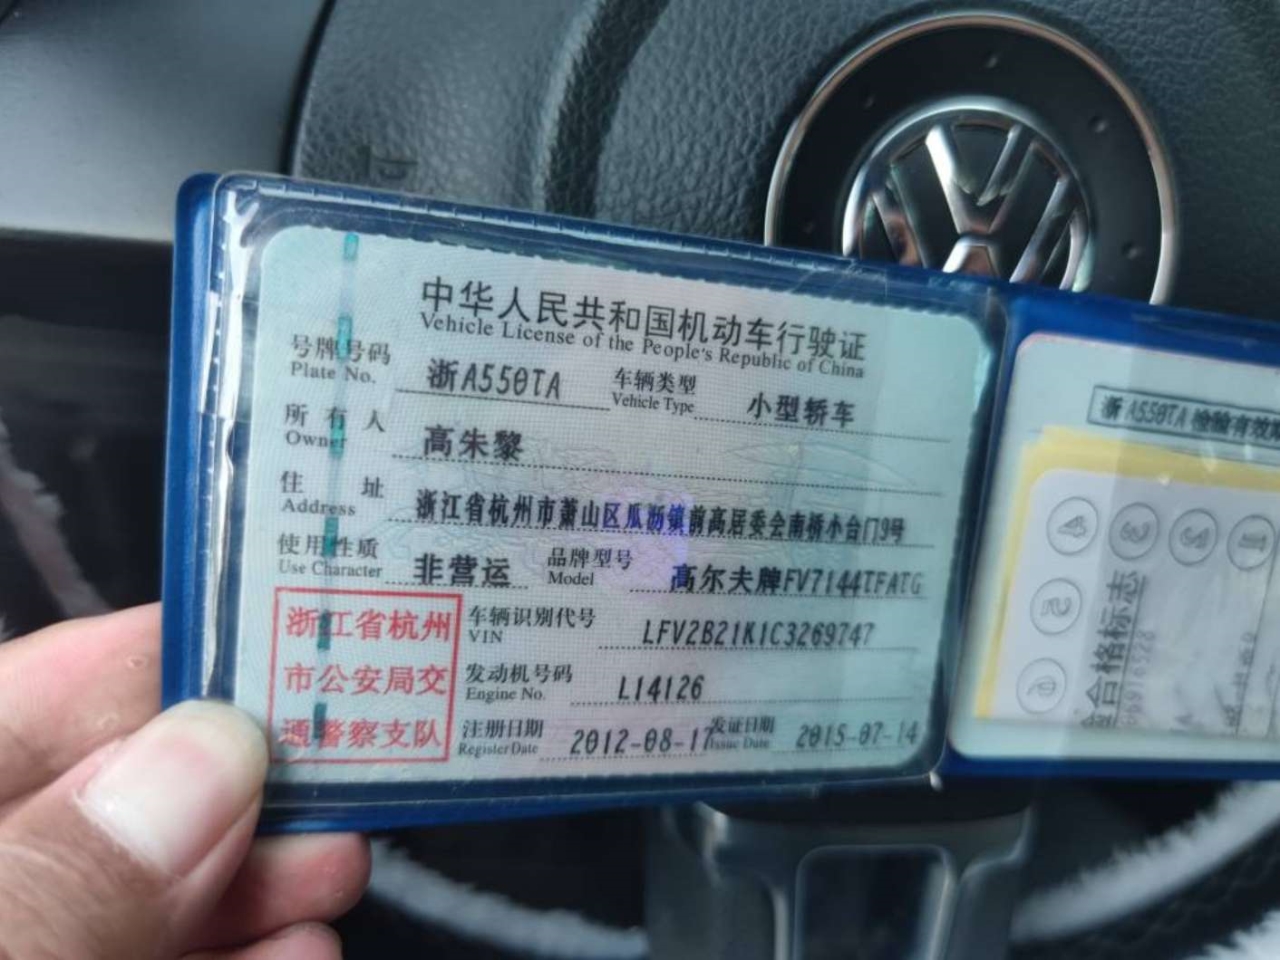 中华人民共和国机动车行驶证
Vehicle License of the People's Republic of China
号牌号码 浙A550TA 车辆类型 小型轿车
Plate No. Vehicle Type
所有人 高朱黎
Owner
住址 浙江省杭州市萧山区瓜沥镇前高居委会南桥小台门9号
Address
使用性质 非营运 品牌型号 高尔夫牌FV7144TFATG
Use Character Model
浙江省杭州
市公安局交
通警察支队
车辆识别代号 LFV2B21K1C3269747
VIN
发动机号码 L14126
Engine No.
注册日期 2012-08-17 发证日期 2015-07-14
Register Date Issue Date
浙A550TA 检验有效
合格标志